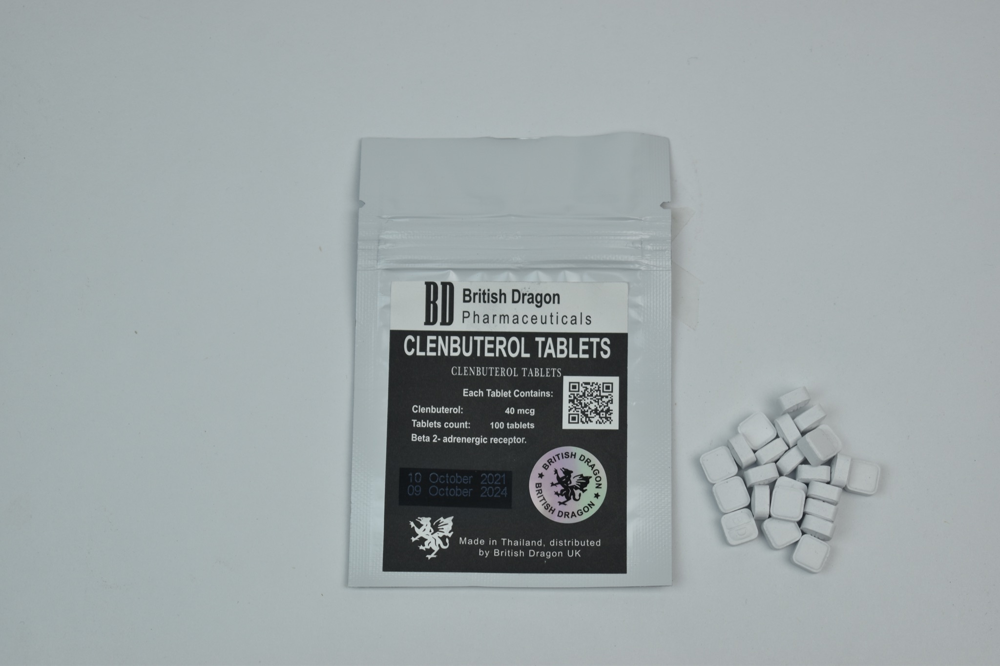 BD British Dragon
Pharmaceuticals
CLENBUTEROL TABLETS
CLENBUTEROL TABLETS
Each Tablet Contains:
Clenbuterol: 40 mcg
Tablets count: 100 tablets
Beta 2- adrenergic receptor.
10 October 2021
09 October 2024
BRITISH DRAGON
BRITISH DRAGON
Made in Thailand, distributed
by British Dragon UK
BD